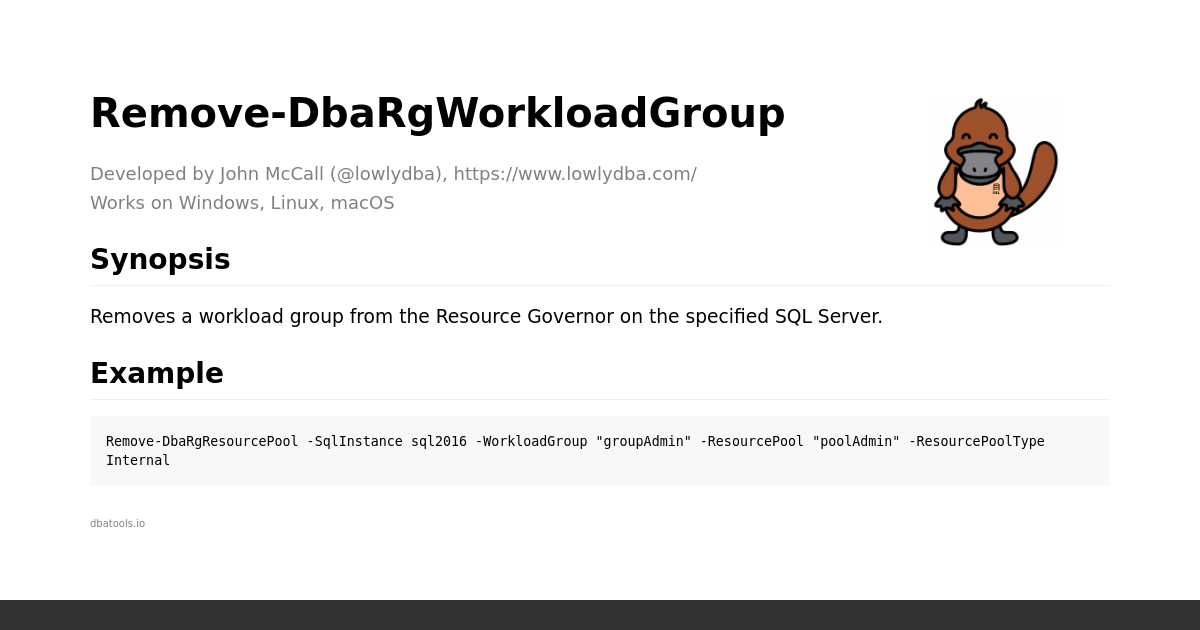 Remove-DbaRgWorkloadGroup
Developed by John McCall (@lowlydba), https://www.lowlydba.com/
Works on Windows, Linux, macOS
Synopsis
Removes a workload group from the Resource Governor on the specified SQL Server.
Example
Remove-DbaRgResourcePool -SqlInstance sql2016 -WorkloadGroup "groupAdmin" -ResourcePool "poolAdmin" -ResourcePoolType
Internal
dbatools.io